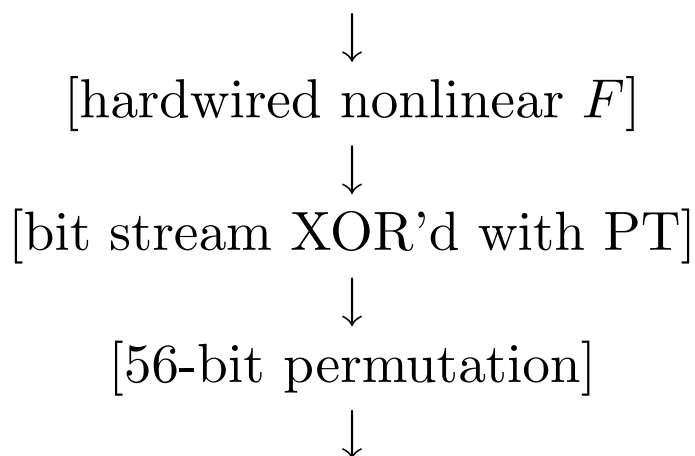 ↓
[hardwired nonlinear F]
↓
[bit stream XOR’d with PT]
↓
[56-bit permutation]
↓